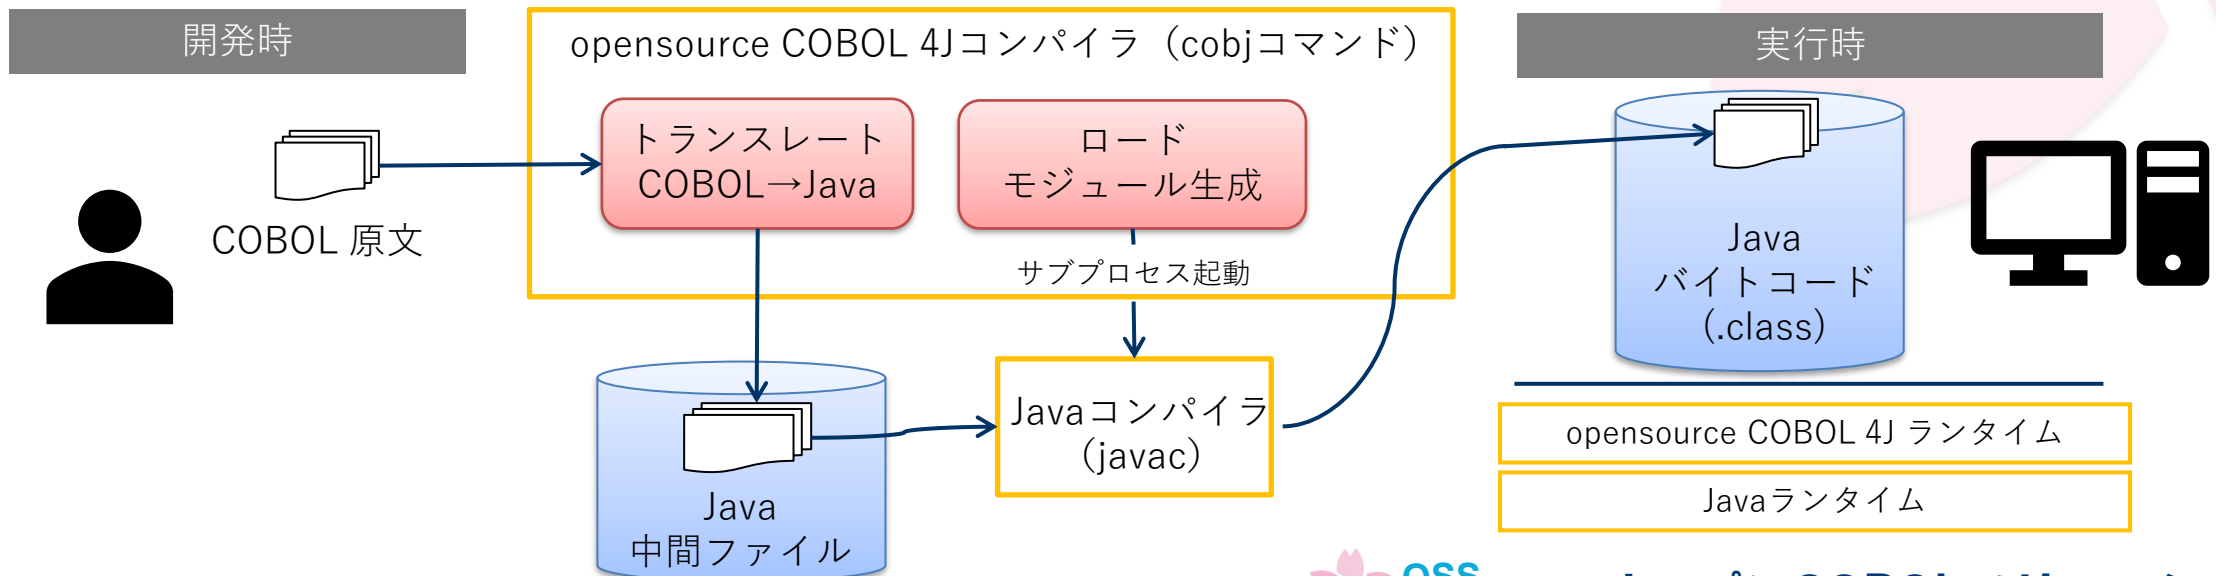 開発時
opensource COBOL 4Jコンパイラ（cobjコマンド）
実行時
トランスレート
COBOL→Java
ロード
モジュール生成
COBOL 原文
サブプロセス起動
Java
バイトコード
(.class)
Javaコンパイラ
(javac)
opensource COBOL 4J ランタイム
Javaランタイム
Java
中間ファイル
OSS